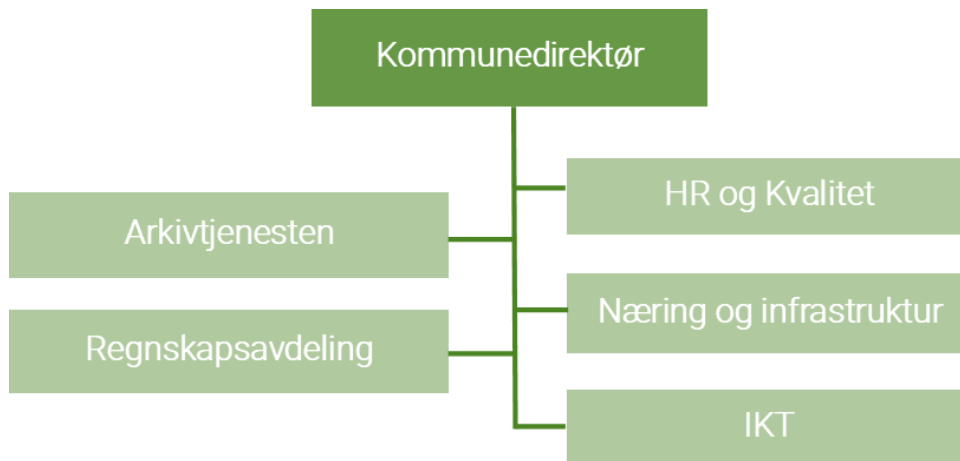 Kommunedirektør
Arkivtjenesten
Regnskapsavdeling
HR og Kvalitet
Næring og infrastruktur
IKT